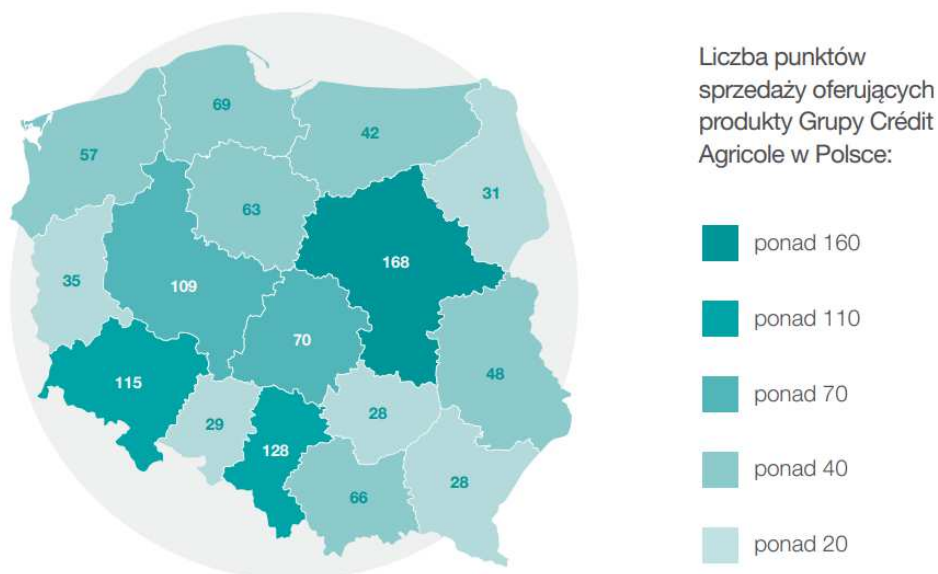 Liczba punktów
sprzedaży oferujących
produkty Grupy Crédit
Agricole w Polsce:
ponad 160
ponad 110
ponad 70
ponad 40
ponad 20
69
42
57
31
63
168
35
109
70
115
48
29
28
128
66
28